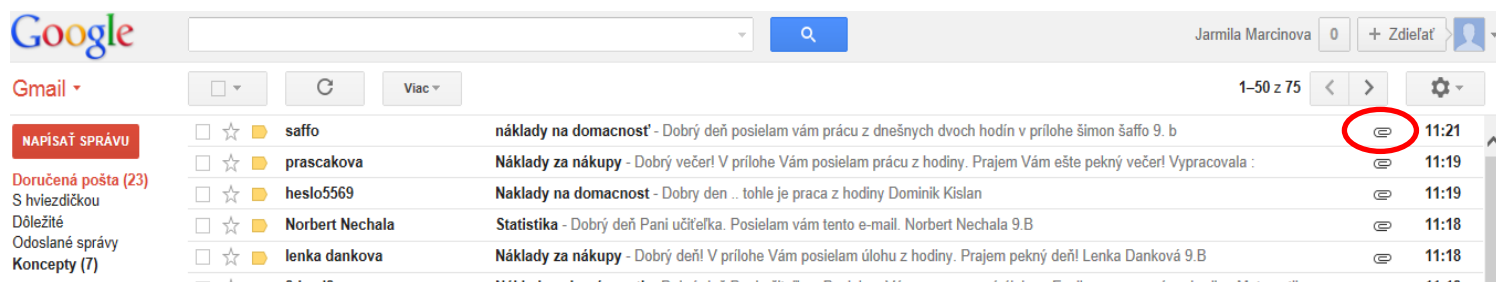 Google
Jarmila Marcinova 0 + Zdieľať
Gmail Viac 1–50 z 75
NAPÍSAŤ SPRÁVU
Doručená pošta (23)
S hviezdičkou
Dôležité
Odoslané správy
Koncepty (7)
saffo náklady na domacnosť - Dobrý deň posielam vám prácu z dnešnych dvoch hodín v prílohe šimon šaffo 9. b 11:21
prascakova Náklady za nákupy - Dobrý večer! V prílohe Vám posielam prácu z hodiny. Prajem Vám ešte pekný večer! Vypracovala : 11:19
heslo5569 Naklady na domacnost - Dobry den .. tohle je praca z hodiny Dominik Kislan 11:19
Norbert Nechala Statistika - Dobrý deň Pani učiťeľka. Posielam vám tento e-mail. Norbert Nechala 9.B 11:18
lenka dankova Náklady za nákupy - Dobrý deň! V prílohe Vám posielam úlohu z hodiny. Prajem pekný deň! Lenka Danková 9.B 11:18